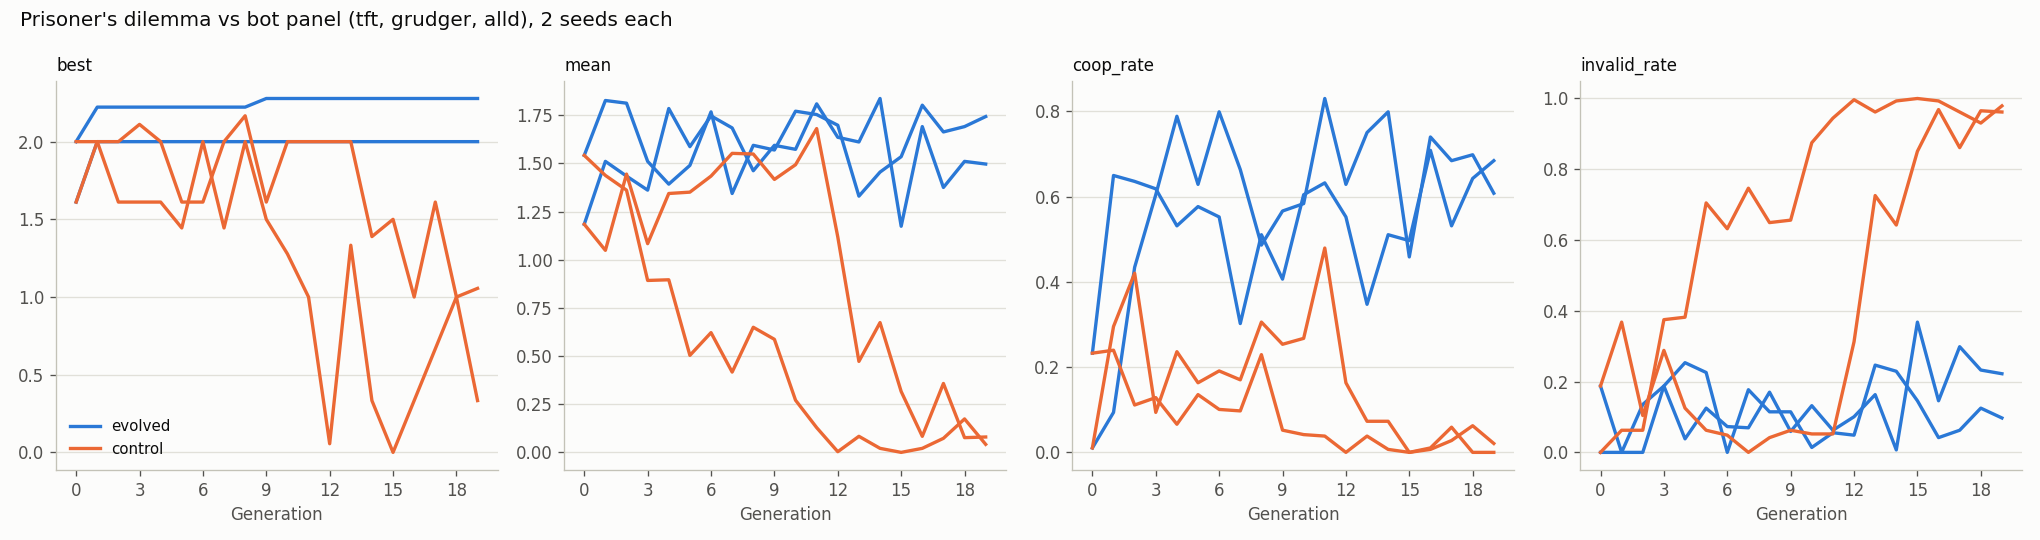 Prisoner's dilemma vs bot panel (tft, grudger, alld), 2 seeds each
best
2.0
1.5
1.0
0.5
0.0
evolved
control
0 3 6 9 12 15 18
Generation
mean
1.75
1.50
1.25
1.00
0.75
0.50
0.25
0.00
0 3 6 9 12 15 18
Generation
coop_rate
0.8
0.6
0.4
0.2
0.0
0 3 6 9 12 15 18
Generation
invalid_rate
1.0
0.8
0.6
0.4
0.2
0.0
0 3 6 9 12 15 18
Generation